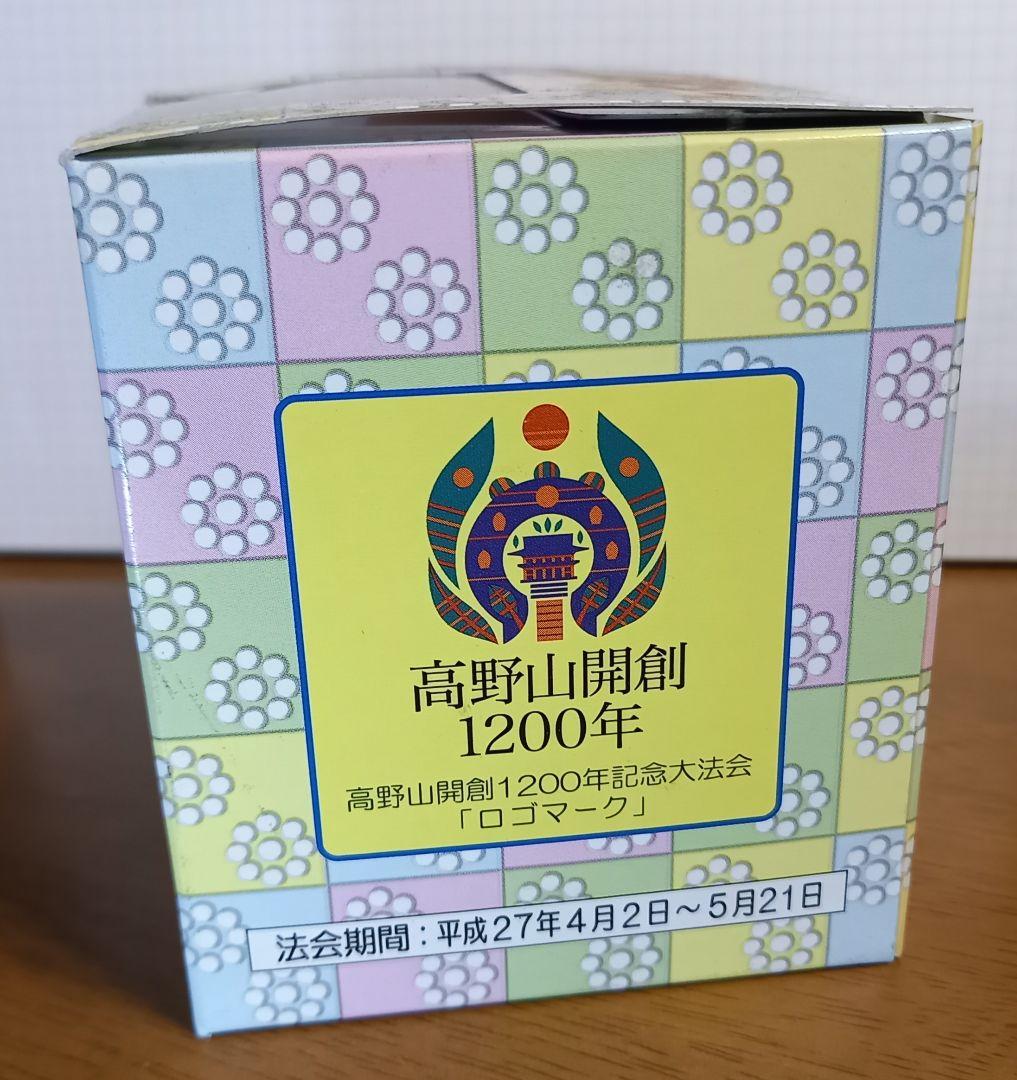 高野山開創
1200年
高野山開創1200年記念大法会
「ロゴマーク」
法会期間：平成27年4月2日～5月21日